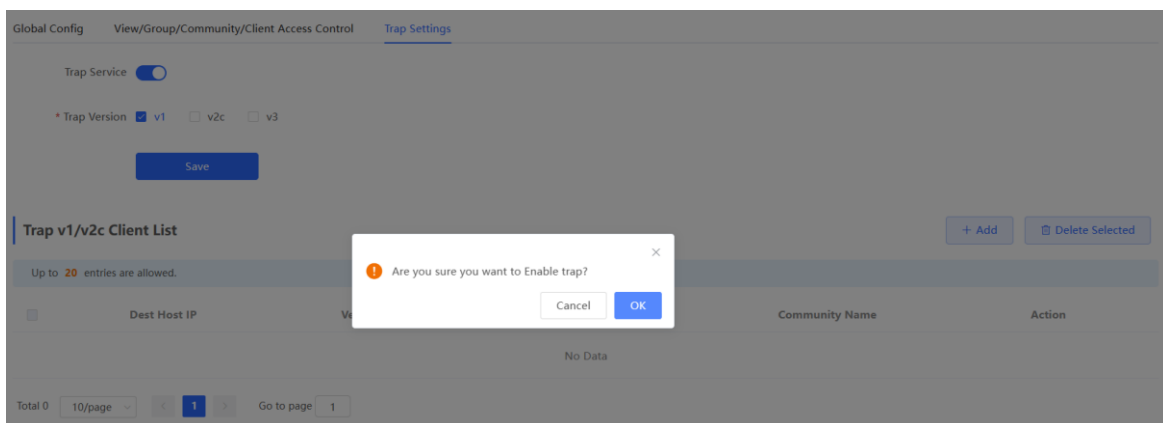 Global Config View/Group/Community/Client Access Control Trap Settings
Trap Service
* Trap Version v1 v2c v3
Save
Trap v1/v2c Client List + Add Delete Selected
Up to 20 entries are allowed.
Are you sure you want to Enable trap?
Cancel OK
Dest Host IP Ve Community Name Action
No Data
Total 0 10/page < 1 > Go to page 1